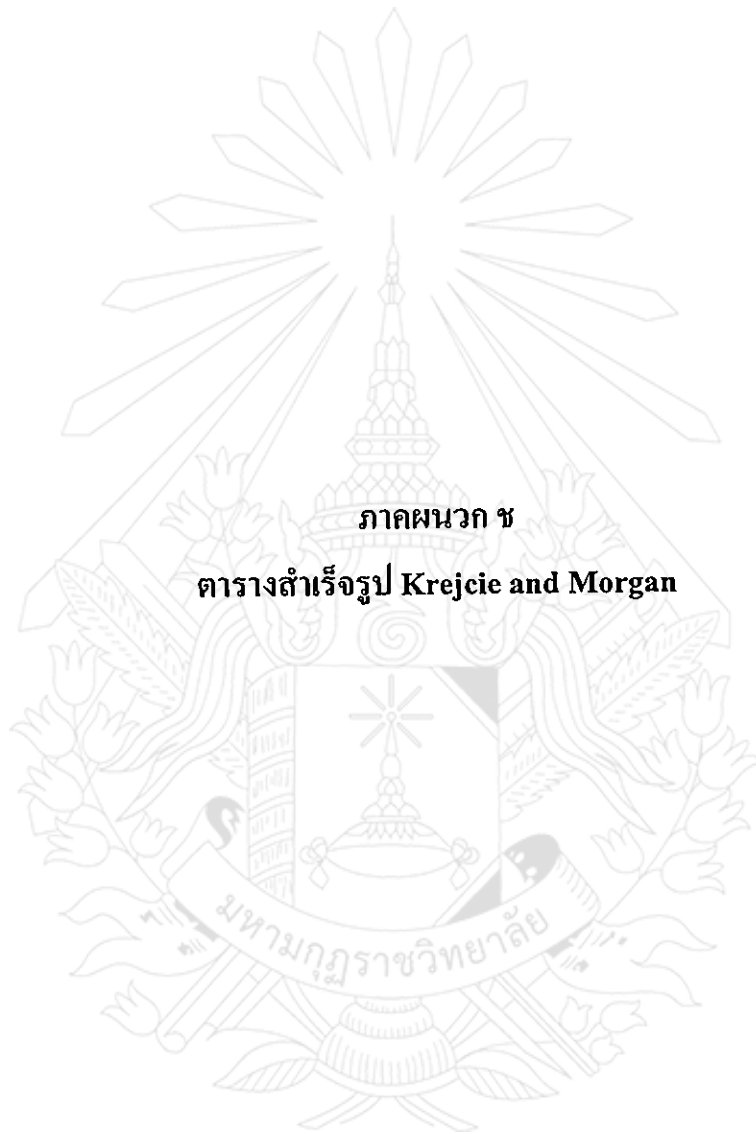 ภาคผนวก ช
ตารางสำเร็จรูป Krejcie and Morgan
มหามกุฏราชวิทยาลัย